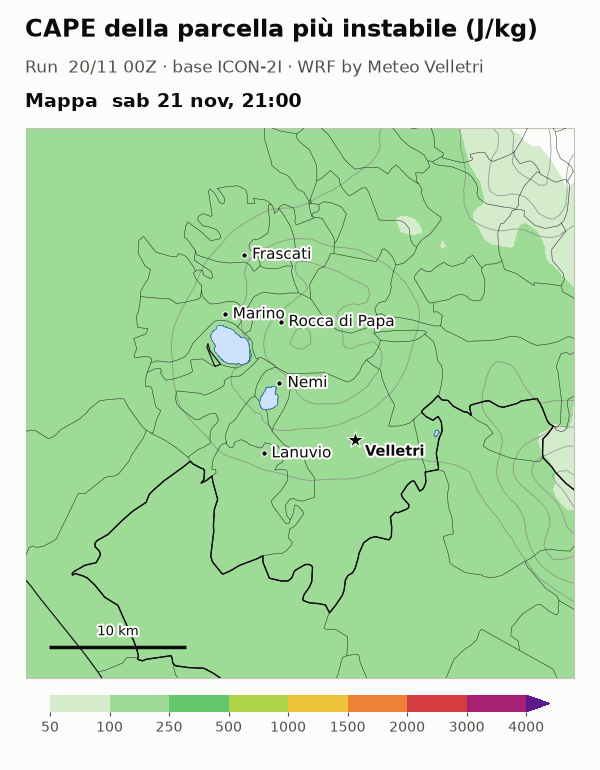 CAPE della parcella più instabile (J/kg)
Run  20/11 00Z · base ICON-2I · WRF by Meteo Velletri
Mappa  sab 21 nov, 21:00
Frascati
Marino
Rocca di Papa
Nemi
Velletri
Lanuvio
10 km
50 100 250 500 1000 1500 2000 3000 4000